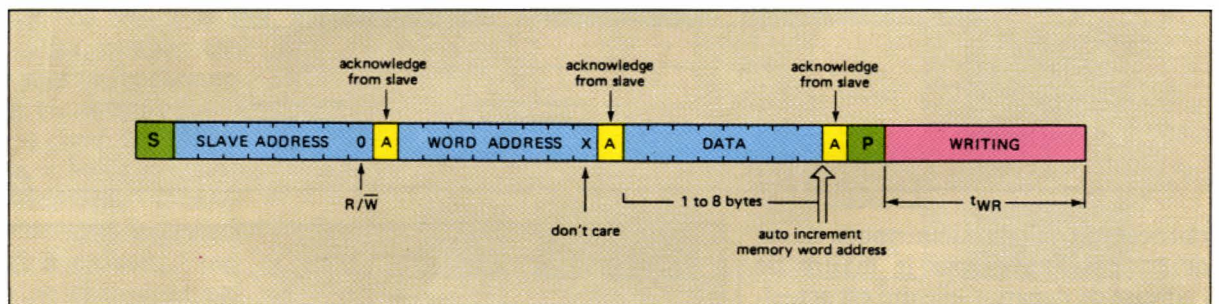 acknowledge
from slave
acknowledge
from slave
acknowledge
from slave
S SLAVE ADDRESS 0 A WORD ADDRESS X A DATA A P WRITING
R/W̅
don't care
1 to 8 bytes
auto increment
memory word address
tWR